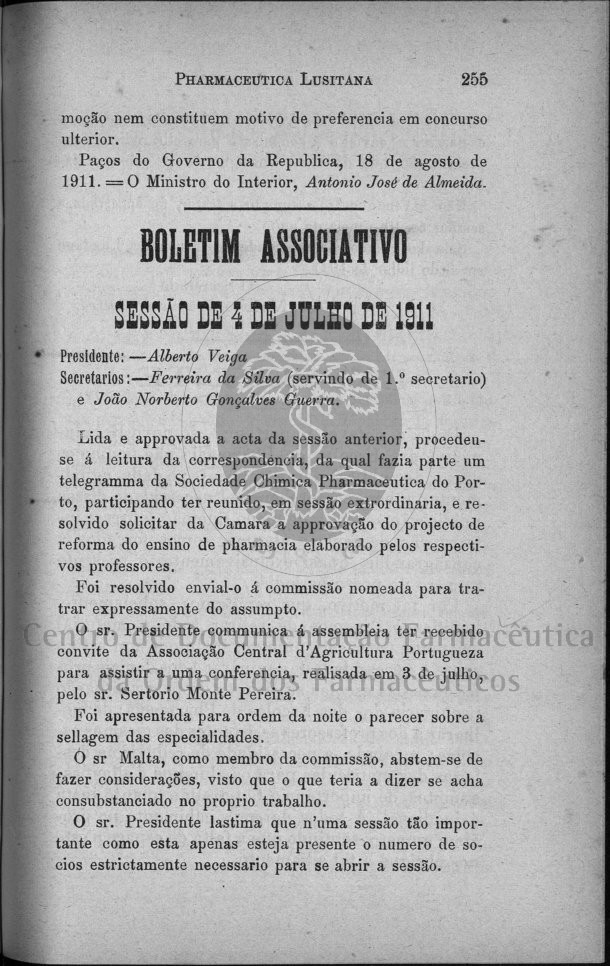 PHARMACEUTICA LUSITANA 255
moção nem constituem motivo de preferencia em concurso
ulterior.
Paços do Governo da Republica, 18 de agosto de
1911. = O Ministro do Interior, Antonio José de Almeida.
BOLETIM ASSOCIATIVO
SESSÃO DE 4 DE JULHO DE 1911
Presidente: —Alberto Veiga
Secretarios:—Ferreira da Silva (servindo de 1.º secretario)
e João Norberto Gonçalves Guerra.
Lida e approvada a acta da sessão anterior, procedeu-
se á leitura da correspondencia, da qual fazia parte um
telegramma da Sociedade Chimica Pharmaceutica do Por-
to, participando ter reunido, em sessão extrordinaria, e re-
solvido solicitar da Camara a approvação do projecto de
reforma do ensino de pharmacia elaborado pelos respecti-
vos professores.
Foi resolvido envial-o á commissão nomeada para tra-
trar expressamente do assumpto.
O sr. Presidente communica á assembleia ter recebido
convite da Associação Central d'Agricultura Portugueza
para assistir a uma conferencia, realisada em 3 de julho,
pelo sr. Sertorio Monte Pereira.
Foi apresentada para ordem da noite o parecer sobre a
sellagem das especialidades.
O sr Malta, como membro da commissão, abstem-se de
fazer considerações, visto que o que teria a dizer se acha
consubstanciado no proprio trabalho.
O sr. Presidente lastima que n'uma sessão tão impor-
tante como esta apenas esteja presente o numero de so-
cios estrictamente necessario para se abrir a sessão.
Centro de Documentação Farmacêutica
da Ordem dos Farmacêuticos